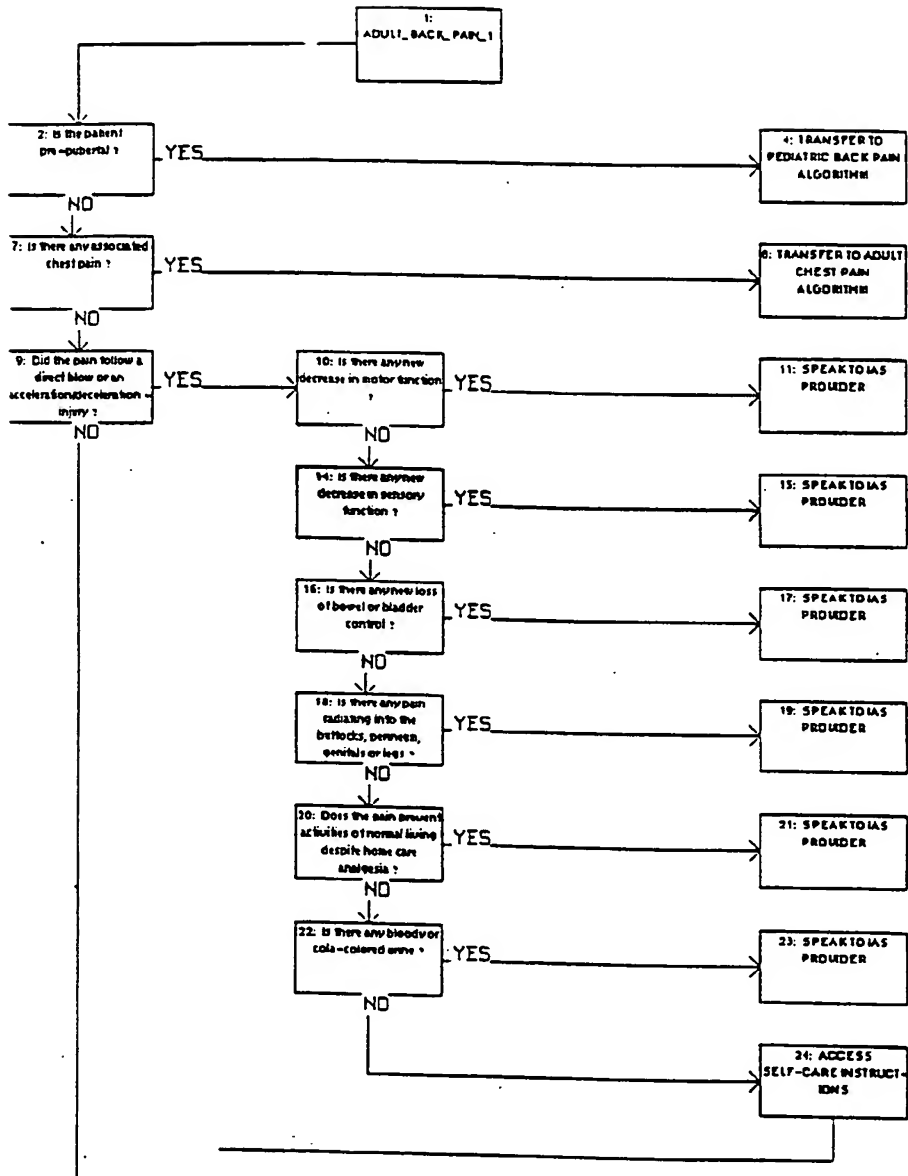 1:
ADULT_BACK_PAIN_1
2: Is the patient
pre-pubertal ?
YES
4: TRANSFER TO
PEDIATRIC BACK PAIN
ALGORITHM
NO
7: Is there any associated
chest pain ?
YES
8: TRANSFER TO ADULT
CHEST PAIN
ALGORITHM
NO
9: Did the pain follow a
direct blow or an
acceleration/deceleration -
injury ?
YES
10: Is there any new
decrease in motor function
?
YES
11: SPEAK TO IAS
PROVIDER
NO
NO
14: Is there any new
decrease in sensory
function ?
YES
15: SPEAK TO IAS
PROVIDER
NO
16: Is there any new loss
of bowel or bladder
control ?
YES
17: SPEAK TO IAS
PROVIDER
NO
18: Is there any pain
radiating into the
buttocks, perineum,
genitals or legs ?
YES
19: SPEAK TO IAS
PROVIDER
NO
20: Does the pain prevent
activities of normal living
despite home care
analgesia ?
YES
21: SPEAK TO IAS
PROVIDER
NO
22: Is there any bloody or
cola-colored urine ?
YES
23: SPEAK TO IAS
PROVIDER
NO
24: ACCESS
SELF-CARE INSTRUCT-
IONS